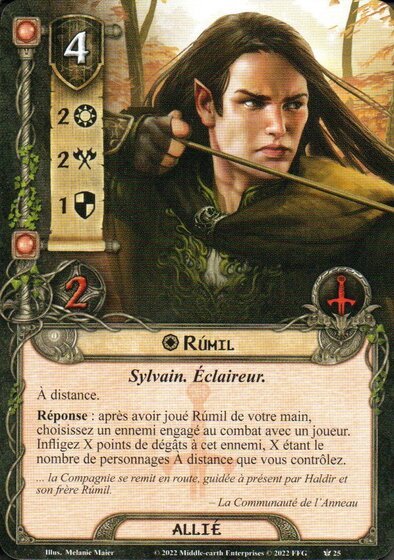 4
2
2
1
2
RÚMIL
Sylvain. Éclaireur.
À distance.
Réponse : après avoir joué Rúmil de votre main,
choisissez un ennemi engagé au combat avec un joueur.
Infligez X points de dégâts à cet ennemi, X étant le
nombre de personnages À distance que vous contrôlez.
... la Compagnie se remit en route, guidée à présent par Haldir et
son frère Rúmil.
– La Communauté de l'Anneau
ALLIÉ
Illus. Melanie Maier © 2022 Middle-earth Enterprises © 2022 FFG 25